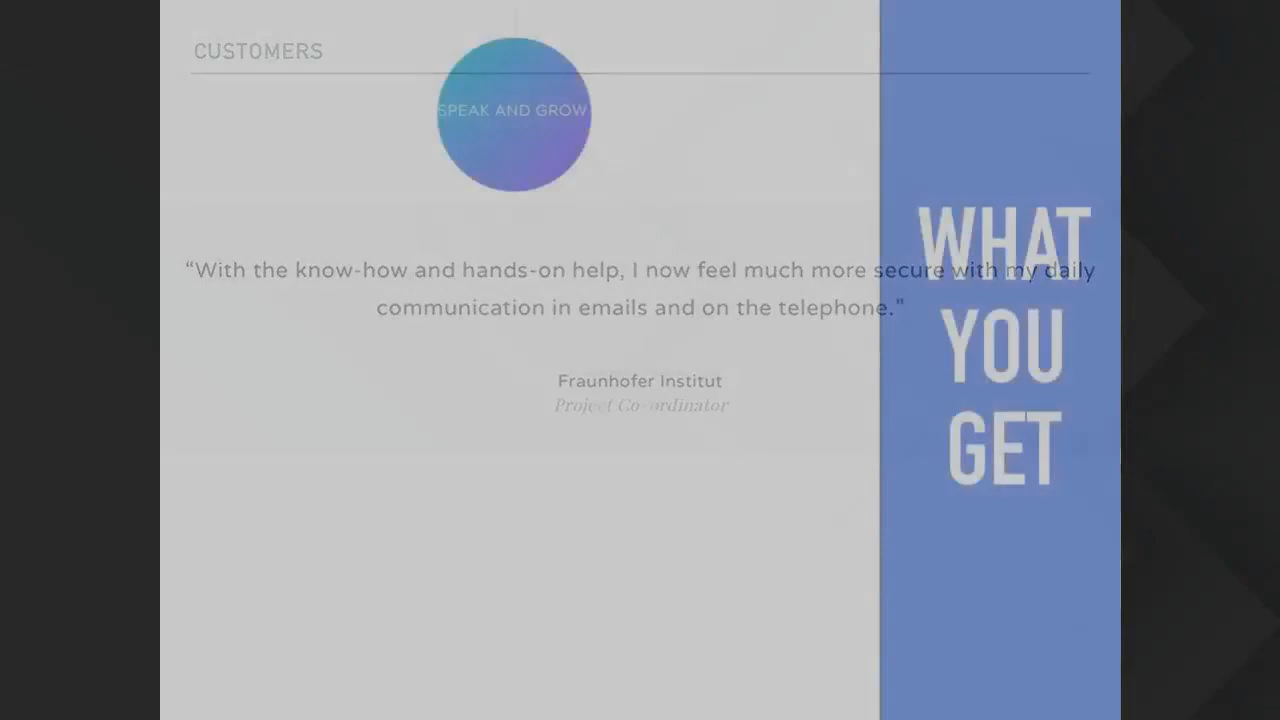 CUSTOMERS
SPEAK AND GROW
“With the know-how and hands-on help, I now feel much more secure with my daily
communication in emails and on the telephone.”
Fraunhofer Institut
Project Co-ordinator
WHAT
YOU
GET